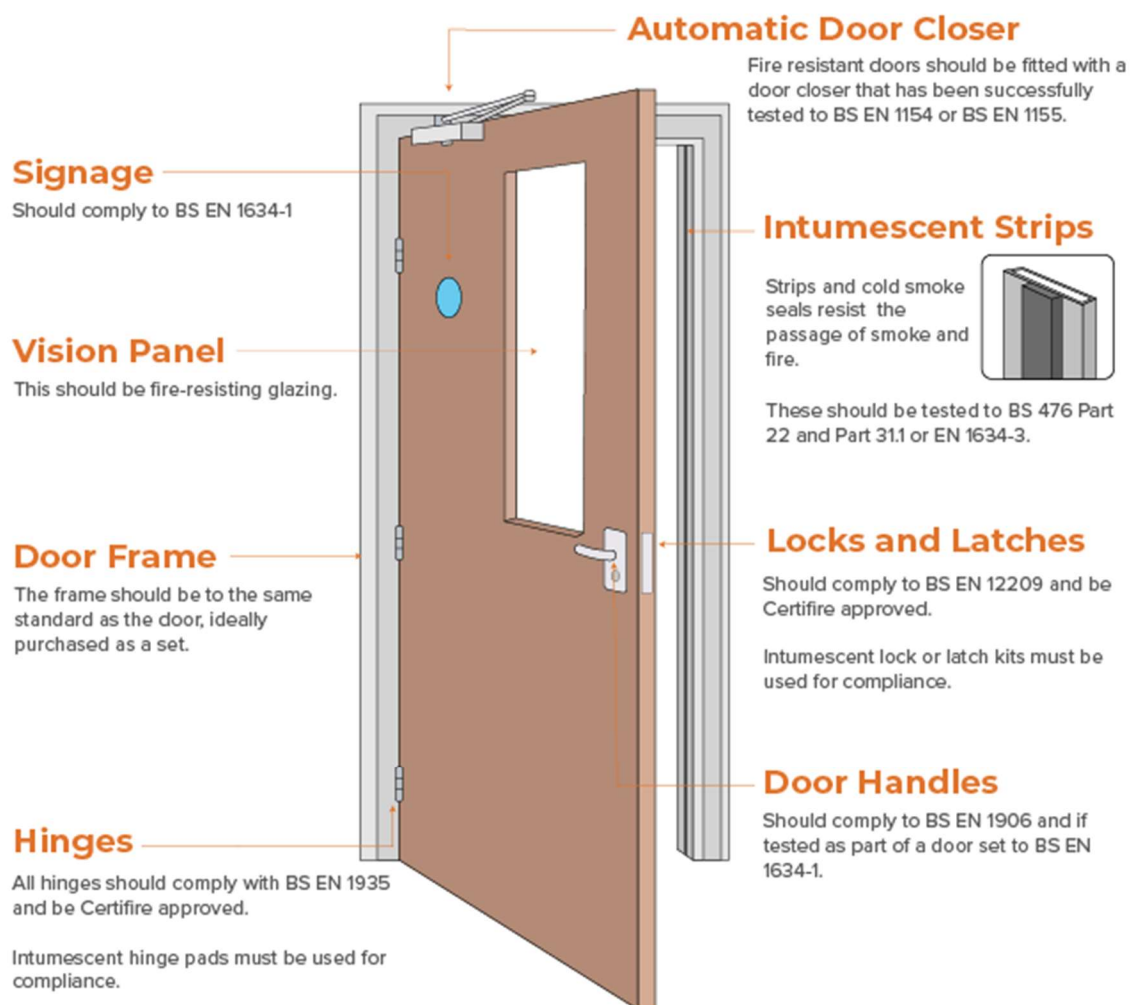 Automatic Door Closer
Fire resistant doors should be fitted with a
door closer that has been successfully
tested to BS EN 1154 or BS EN 1155.
Signage
Should comply to BS EN 1634-1
Intumescent Strips
Strips and cold smoke
seals resist the
passage of smoke and
fire.
These should be tested to BS 476 Part
22 and Part 31.1 or EN 1634-3.
Vision Panel
This should be fire-resisting glazing.
Door Frame
The frame should be to the same
standard as the door, ideally
purchased as a set.
Locks and Latches
Should comply to BS EN 12209 and be
Certifire approved.
Intumescent lock or latch kits must be
used for compliance.
Door Handles
Should comply to BS EN 1906 and if
tested as part of a door set to BS EN
1634-1.
Hinges
All hinges should comply with BS EN 1935
and be Certifire approved.
Intumescent hinge pads must be used for
compliance.